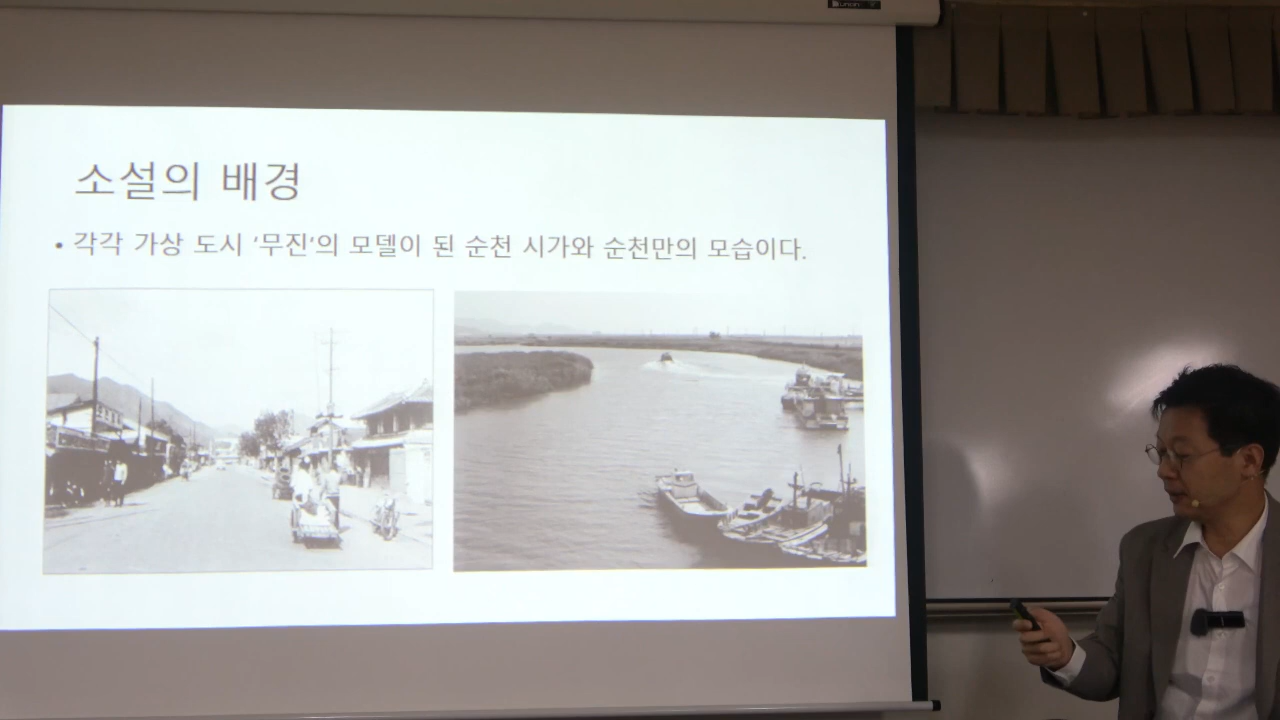 소설의 배경
• 각각 가상 도시 ‘무진‘의 모델이 된 순천 시가와 순천만의 모습이다.